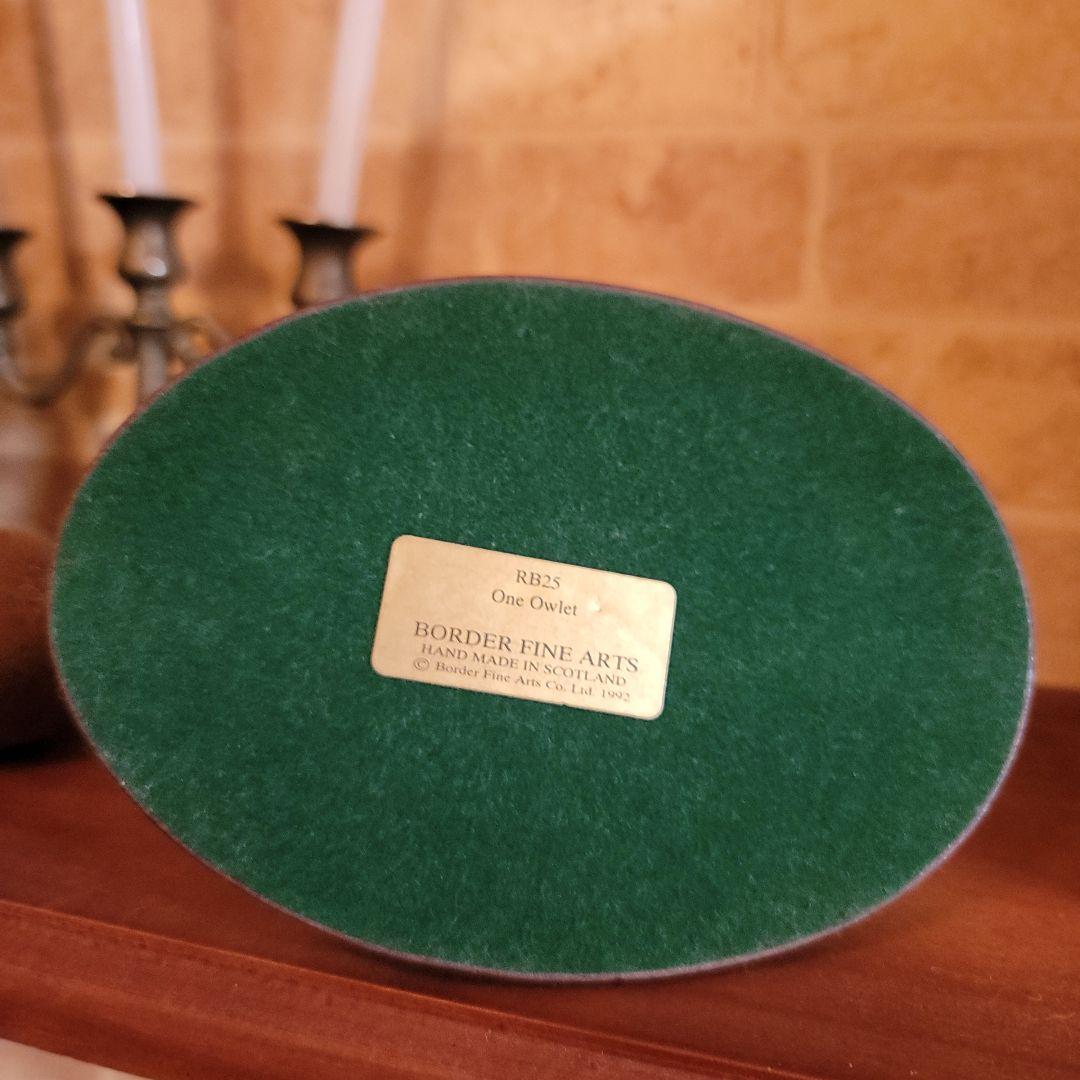 RB25
One Owlet
BORDER FINE ARTS
HAND MADE IN SCOTLAND
© Border Fine Arts Co. Ltd. 1992